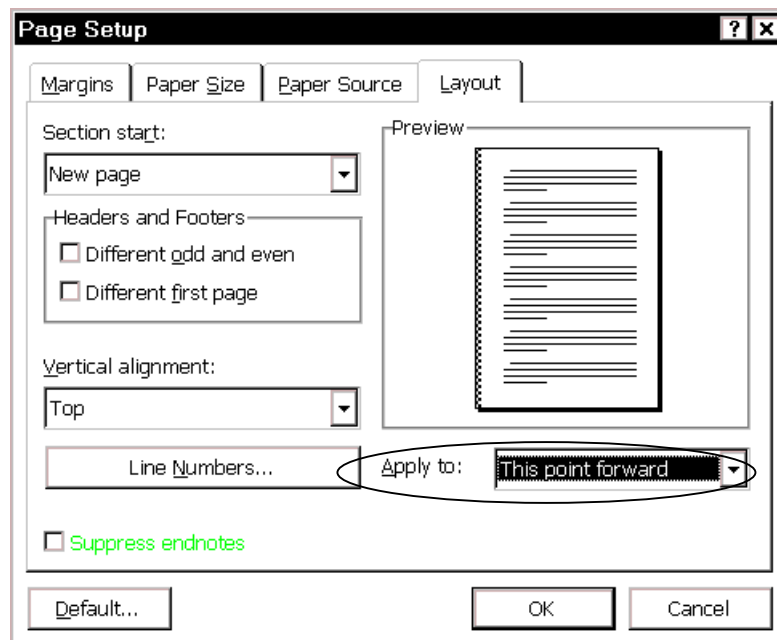 Page Setup
? X
Margins Paper Size Paper Source Layout
Section start:
New page
Headers and Footers
Different odd and even
Different first page
Vertical alignment:
Top
Line Numbers...
Preview
Apply to: This point forward
Suppress endnotes
Default... OK Cancel